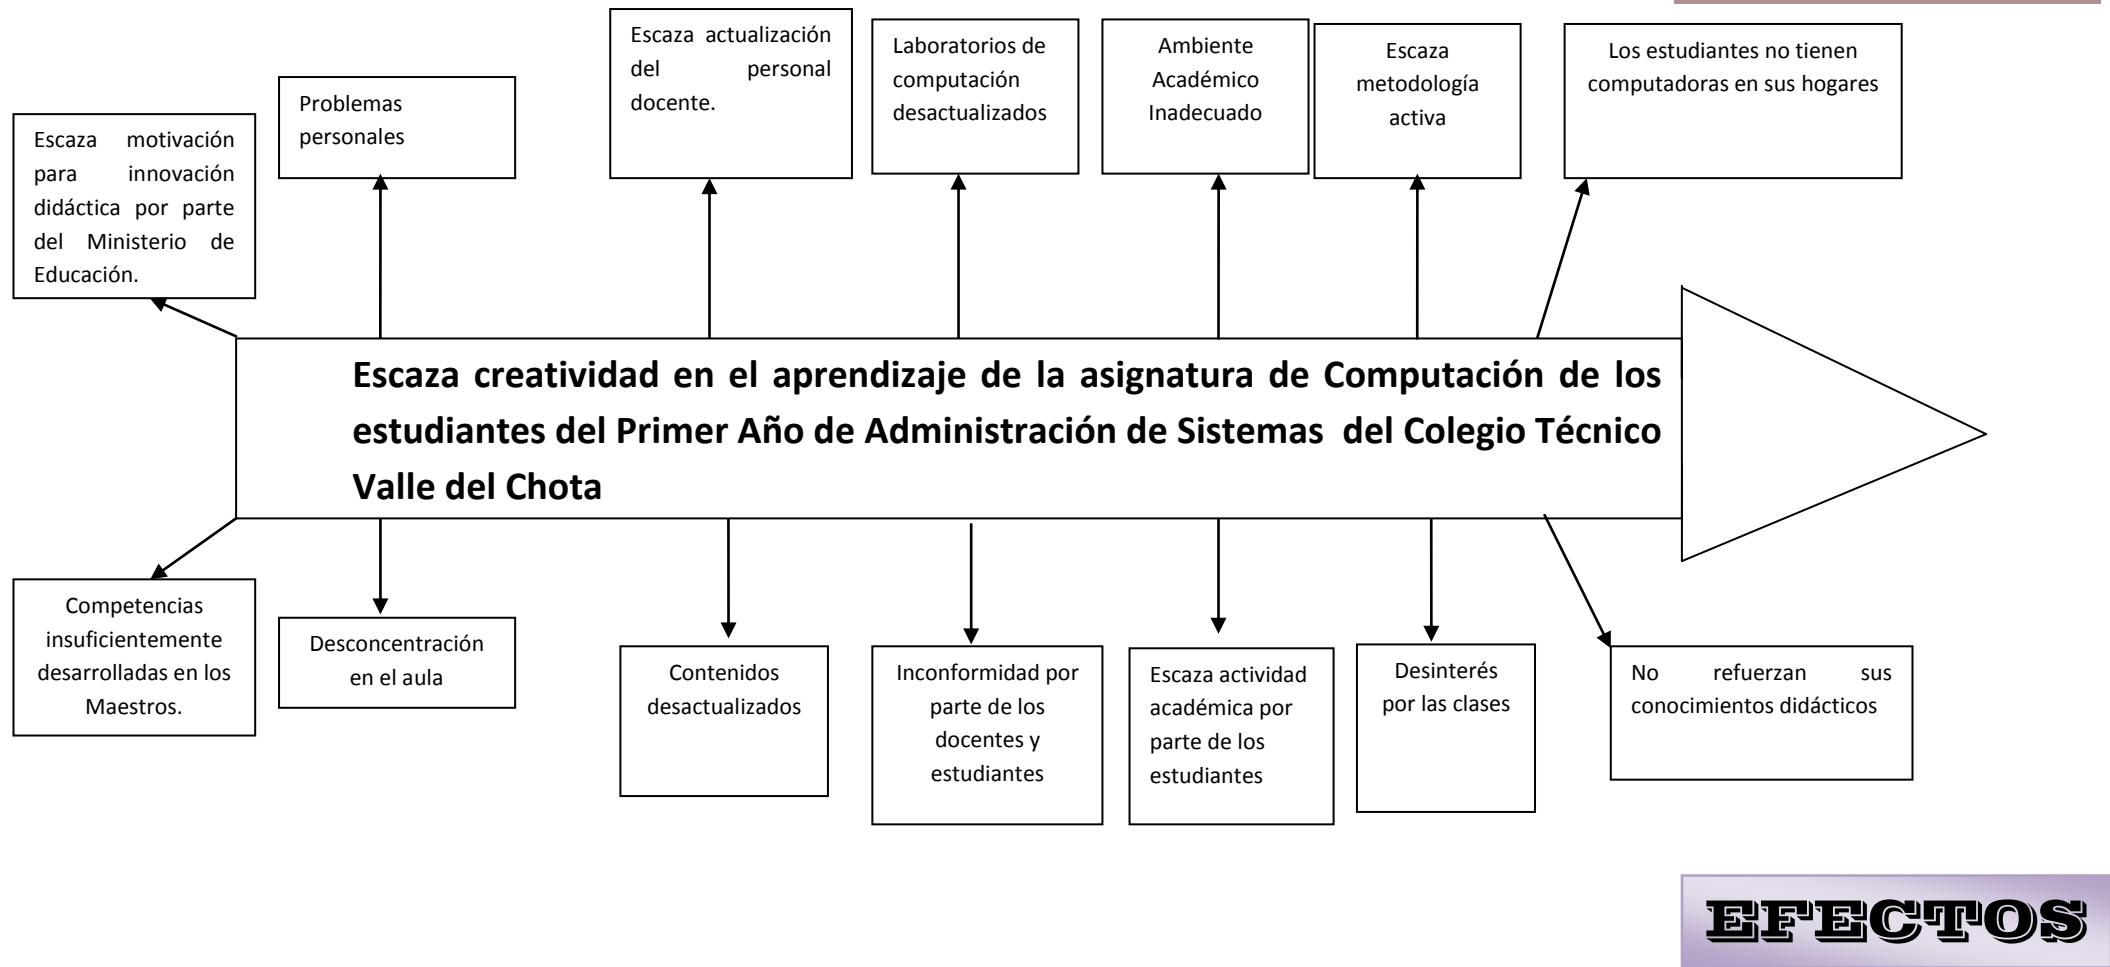 Escaza motivación
para innovación
didáctica por parte
del Ministerio de
Educación.
Problemas
personales
Escaza actualización
del personal
docente.
Laboratorios de
computación
desactualizados
Ambiente
Académico
Inadecuado
Escaza
metodología
activa
Los estudiantes no tienen
computadoras en sus hogares
Escaza creatividad en el aprendizaje de la asignatura de Computación de los
estudiantes del Primer Año de Administración de Sistemas del Colegio Técnico
Valle del Chota
Competencias
insuficientemente
desarrolladas en los
Maestros.
Desconcentración
en el aula
Contenidos
desactualizados
Inconformidad por
parte de los
docentes y
estudiantes
Escaza actividad
académica por
parte de los
estudiantes
Desinterés
por las clases
No refuerzan sus
conocimientos didácticos
EFECTOS